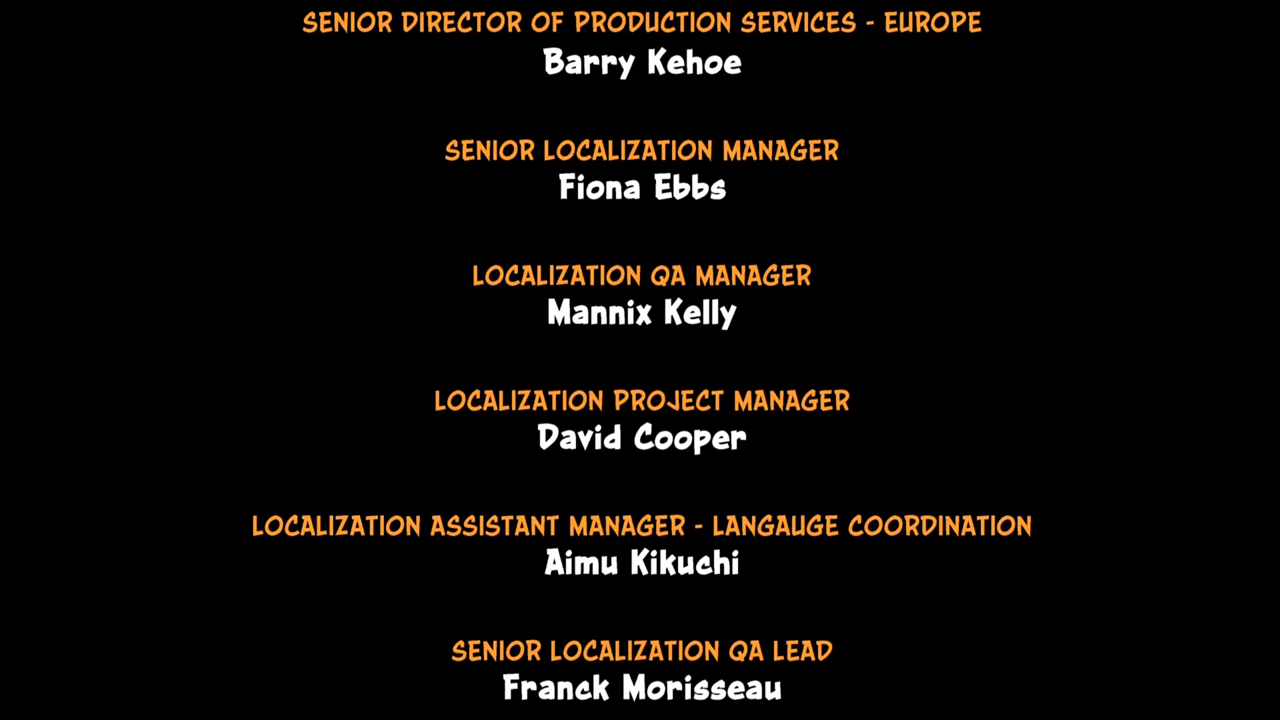 SENIOR DIRECTOR OF PRODUCTION SERVICES - EUROPE
Barry Kehoe
SENIOR LOCALIZATION MANAGER
Fiona Ebbs
LOCALIZATION QA MANAGER
Mannix Kelly
LOCALIZATION PROJECT MANAGER
David Cooper
LOCALIZATION ASSISTANT MANAGER - LANGAUGE COORDINATION
Aimu Kikuchi
SENIOR LOCALIZATION QA LEAD
Franck Morisseau